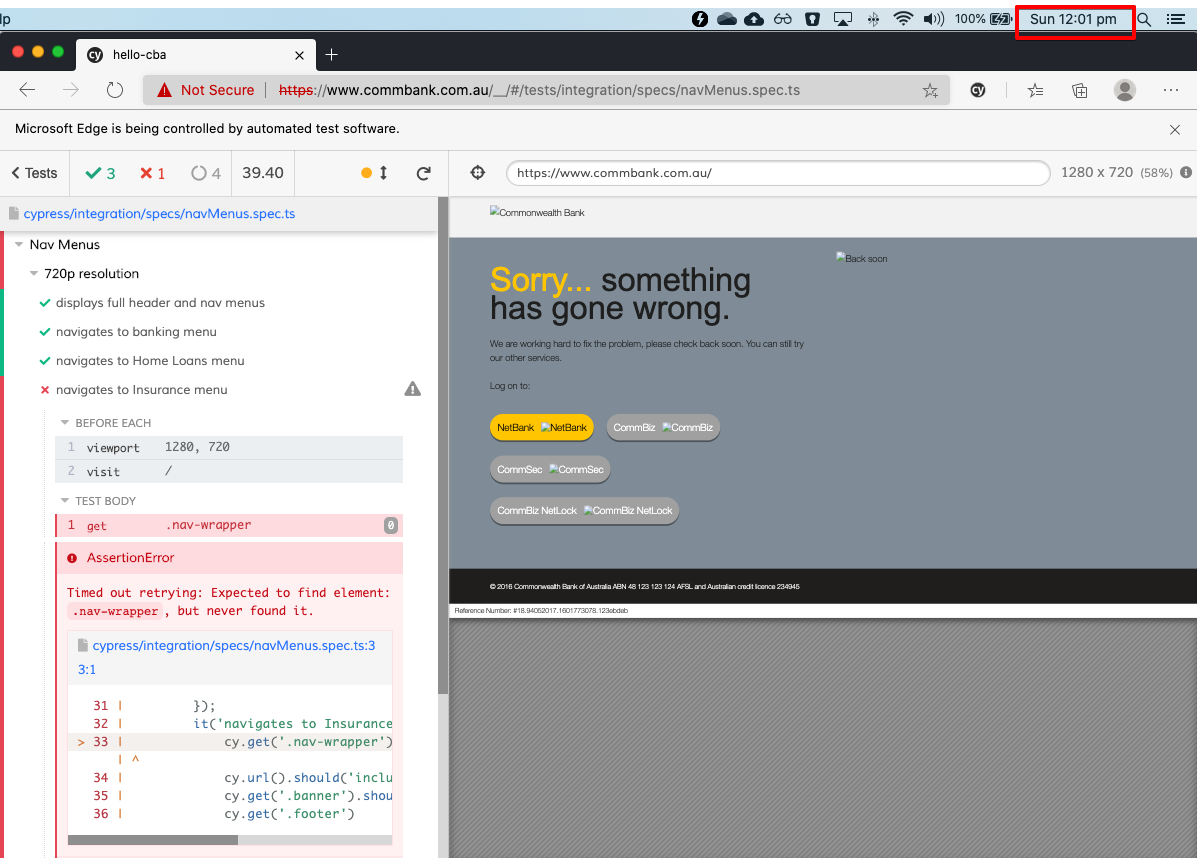 lp 100% Sun 12:01 pm
cy hello-cba
Not Secure https://www.commbank.com.au/__/#/tests/integration/specs/navMenus.spec.ts cy
Microsoft Edge is being controlled by automated test software.
Tests 3 1 4 39.40
https://www.commbank.com.au/ 1280 x 720 (58%)
cypress/integration/specs/navMenus.spec.ts
Nav Menus
720p resolution
displays full header and nav menus
navigates to banking menu
navigates to Home Loans menu
navigates to Insurance menu
BEFORE EACH
1 viewport 1280, 720
2 visit /
TEST BODY
1 get .nav-wrapper 0
AssertionError
Timed out retrying: Expected to find element:
.nav-wrapper, but never found it.
cypress/integration/specs/navMenus.spec.ts:3
3:1
31 | });
32 | it('navigates to Insurance
> 33 | cy.get('.nav-wrapper')
| ^
34 | cy.url().should('inclu
35 | cy.get('.banner').shou
36 | cy.get('.footer')
Commonwealth Bank
Sorry... something
has gone wrong.
Back soon
We are working hard to fix the problem, please check back soon. You can still try
our other services.
Log on to:
NetBank NetBank CommBiz CommBiz
CommSec CommSec
CommBiz NetLock CommBiz NetLock
© 2016 Commonwealth Bank of Australia ABN 48 123 123 124 AFSL and Australian credit licence 234945
Reference Number: #18.94052017.1601773078.123ebdeb